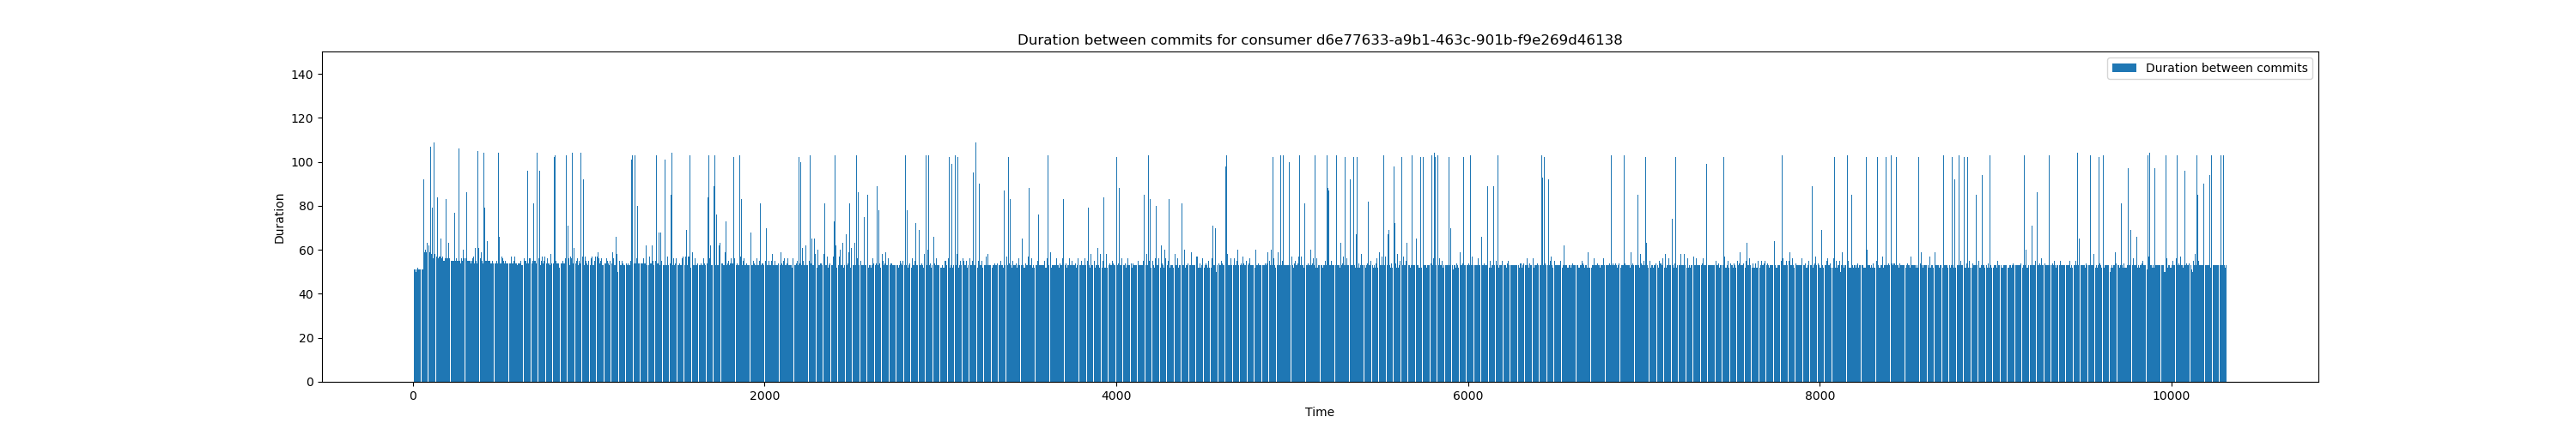 Duration between commits for consumer d6e77633-a9b1-463c-901b-f9e269d46138
Duration between commits
140
120
100
80
60
40
20
0
Duration
0 2000 4000 6000 8000 10000
Time